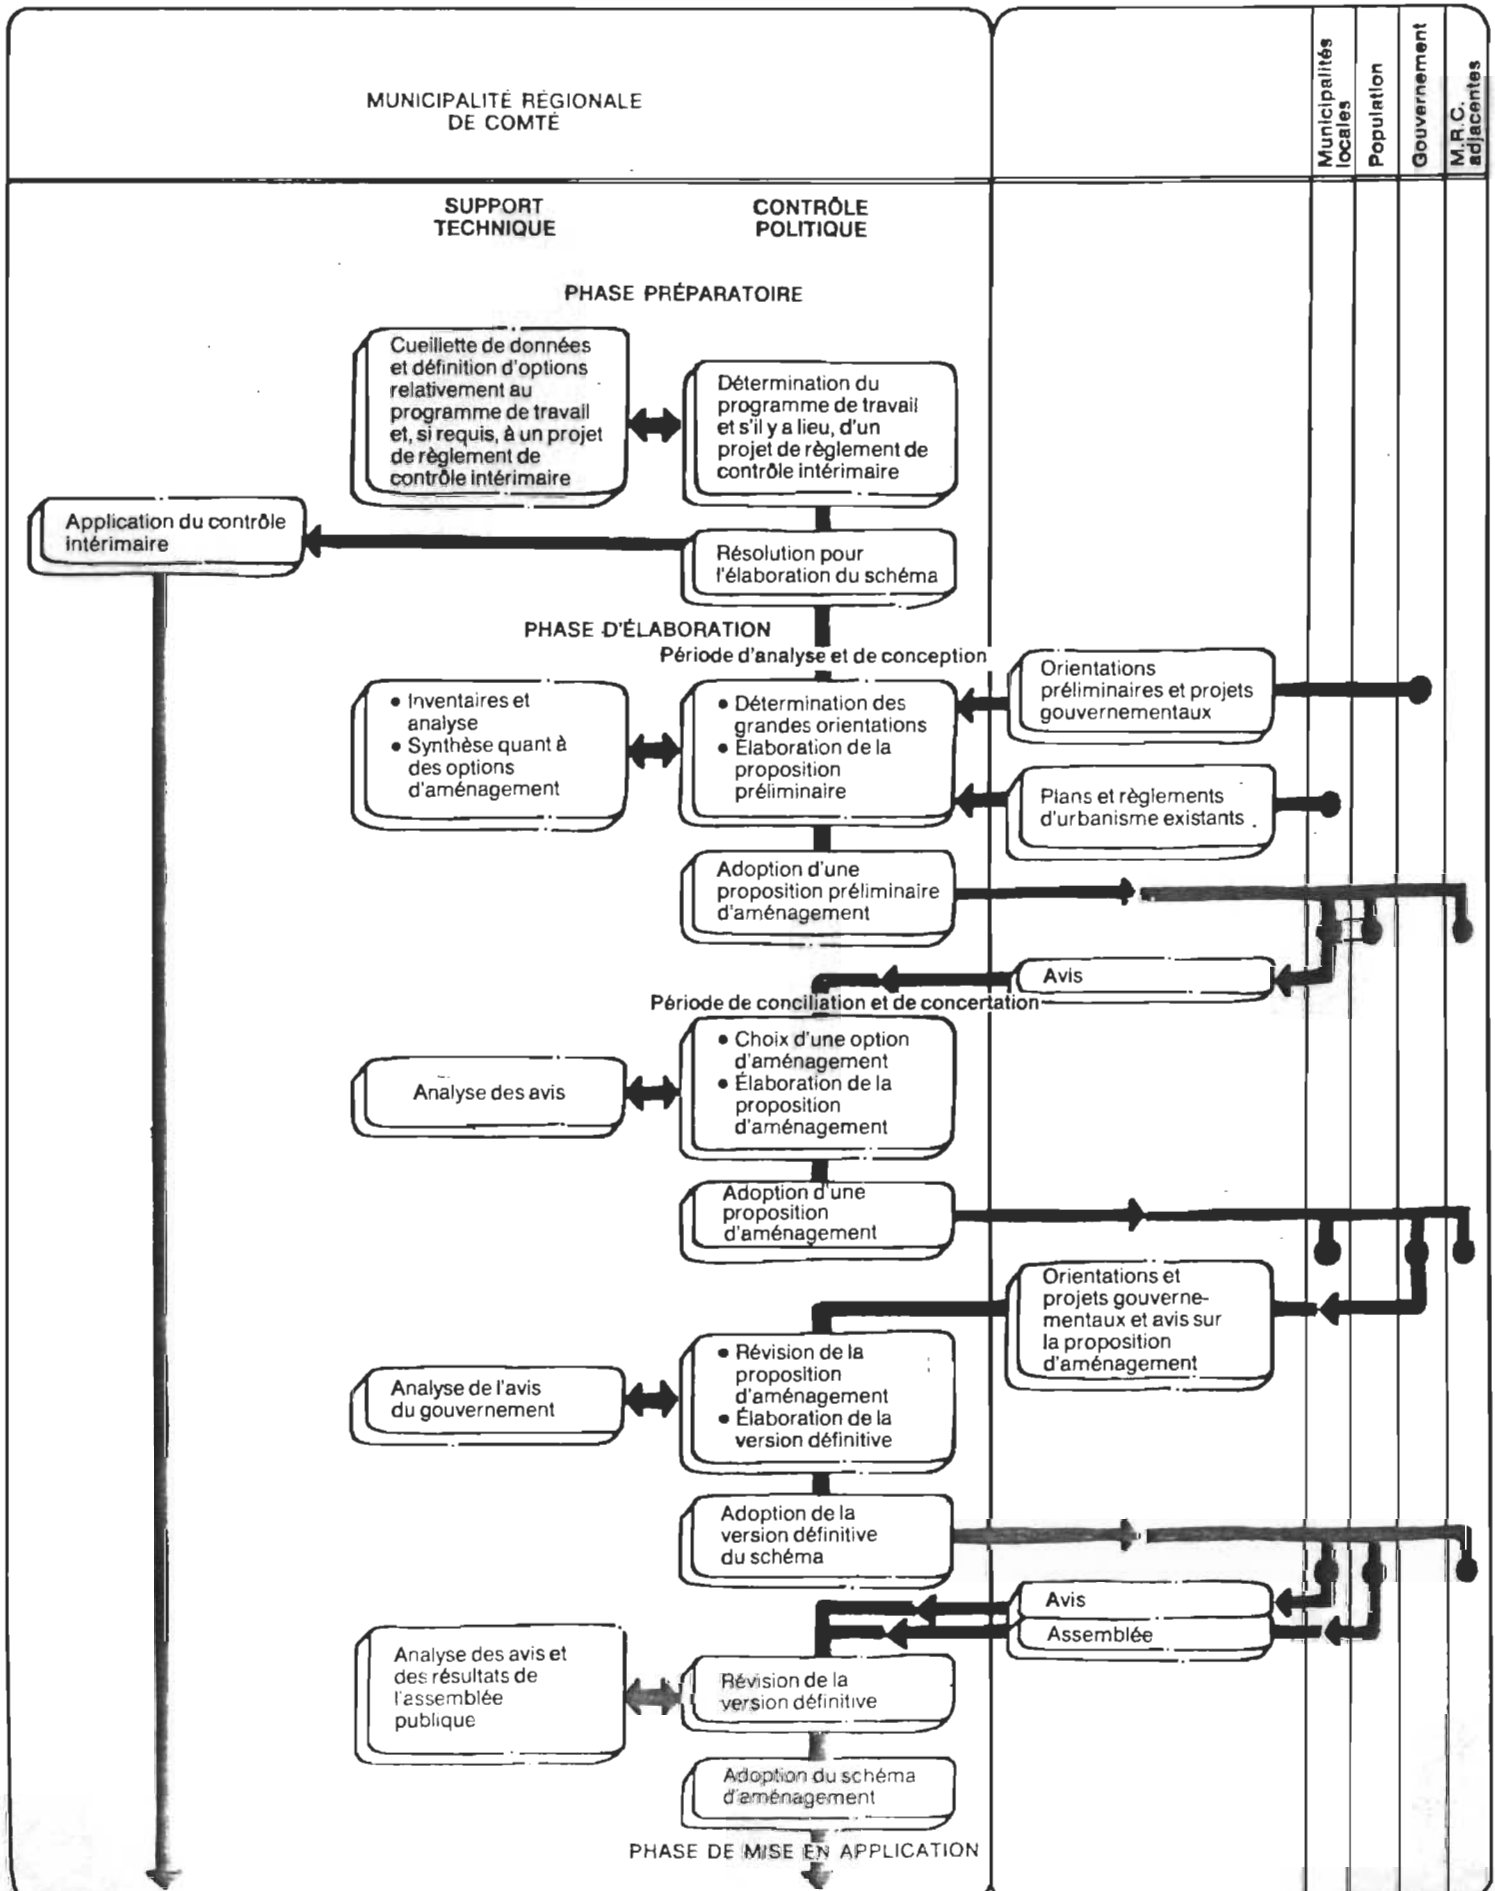 MUNICIPALITÉ RÉGIONALE
DE COMTÉ
Municipalités
locales
Population
Gouvernement
M.R.C.
adjacentes
SUPPORT
TECHNIQUE
CONTRÔLE
POLITIQUE
PHASE PRÉPARATOIRE
Cueillette de données
et définition d'options
relativement au
programme de travail
et, si requis, à un projet
de règlement de
contrôle intérimaire
Détermination du
programme de travail
et s'il y a lieu, d'un
projet de règlement de
contrôle intérimaire
Application du contrôle
intérimaire
Résolution pour
l'élaboration du schéma
PHASE D'ÉLABORATION
Période d'analyse et de conception
• Inventaires et
analyse
• Synthèse quant à
des options
d'aménagement
• Détermination des
grandes orientations
• Élaboration de la
proposition
préliminaire
Orientations
préliminaires et projets
gouvernementaux
Plans et règlements
d'urbanisme existants
Adoption d'une
proposition préliminaire
d'aménagement
Avis
Période de conciliation et de concertation
Analyse des avis
• Choix d'une option
d'aménagement
• Élaboration de la
proposition
d'aménagement
Adoption d'une
proposition
d'aménagement
Orientations et
projets gouverne-
mentaux et avis sur
la proposition
d'aménagement
Analyse de l'avis
du gouvernement
• Révision de la
proposition
d'aménagement
• Élaboration de la
version définitive
Adoption de la
version définitive
du schéma
Avis
Assemblée
Analyse des avis et
des résultats de
l'assemblée
publique
Révision de la
version définitive
Adoption du schéma
d'aménagement
PHASE DE MISE EN APPLICATION